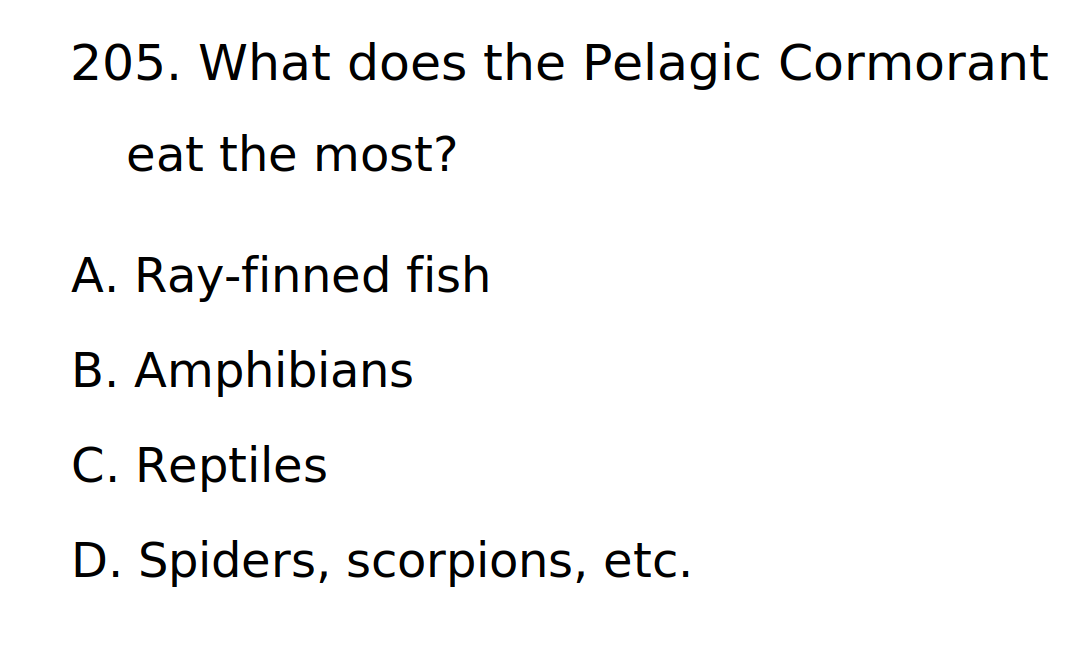 205. What does the Pelagic Cormorant
eat the most?
A. Ray-finned fish
B. Amphibians
C. Reptiles
D. Spiders, scorpions, etc.